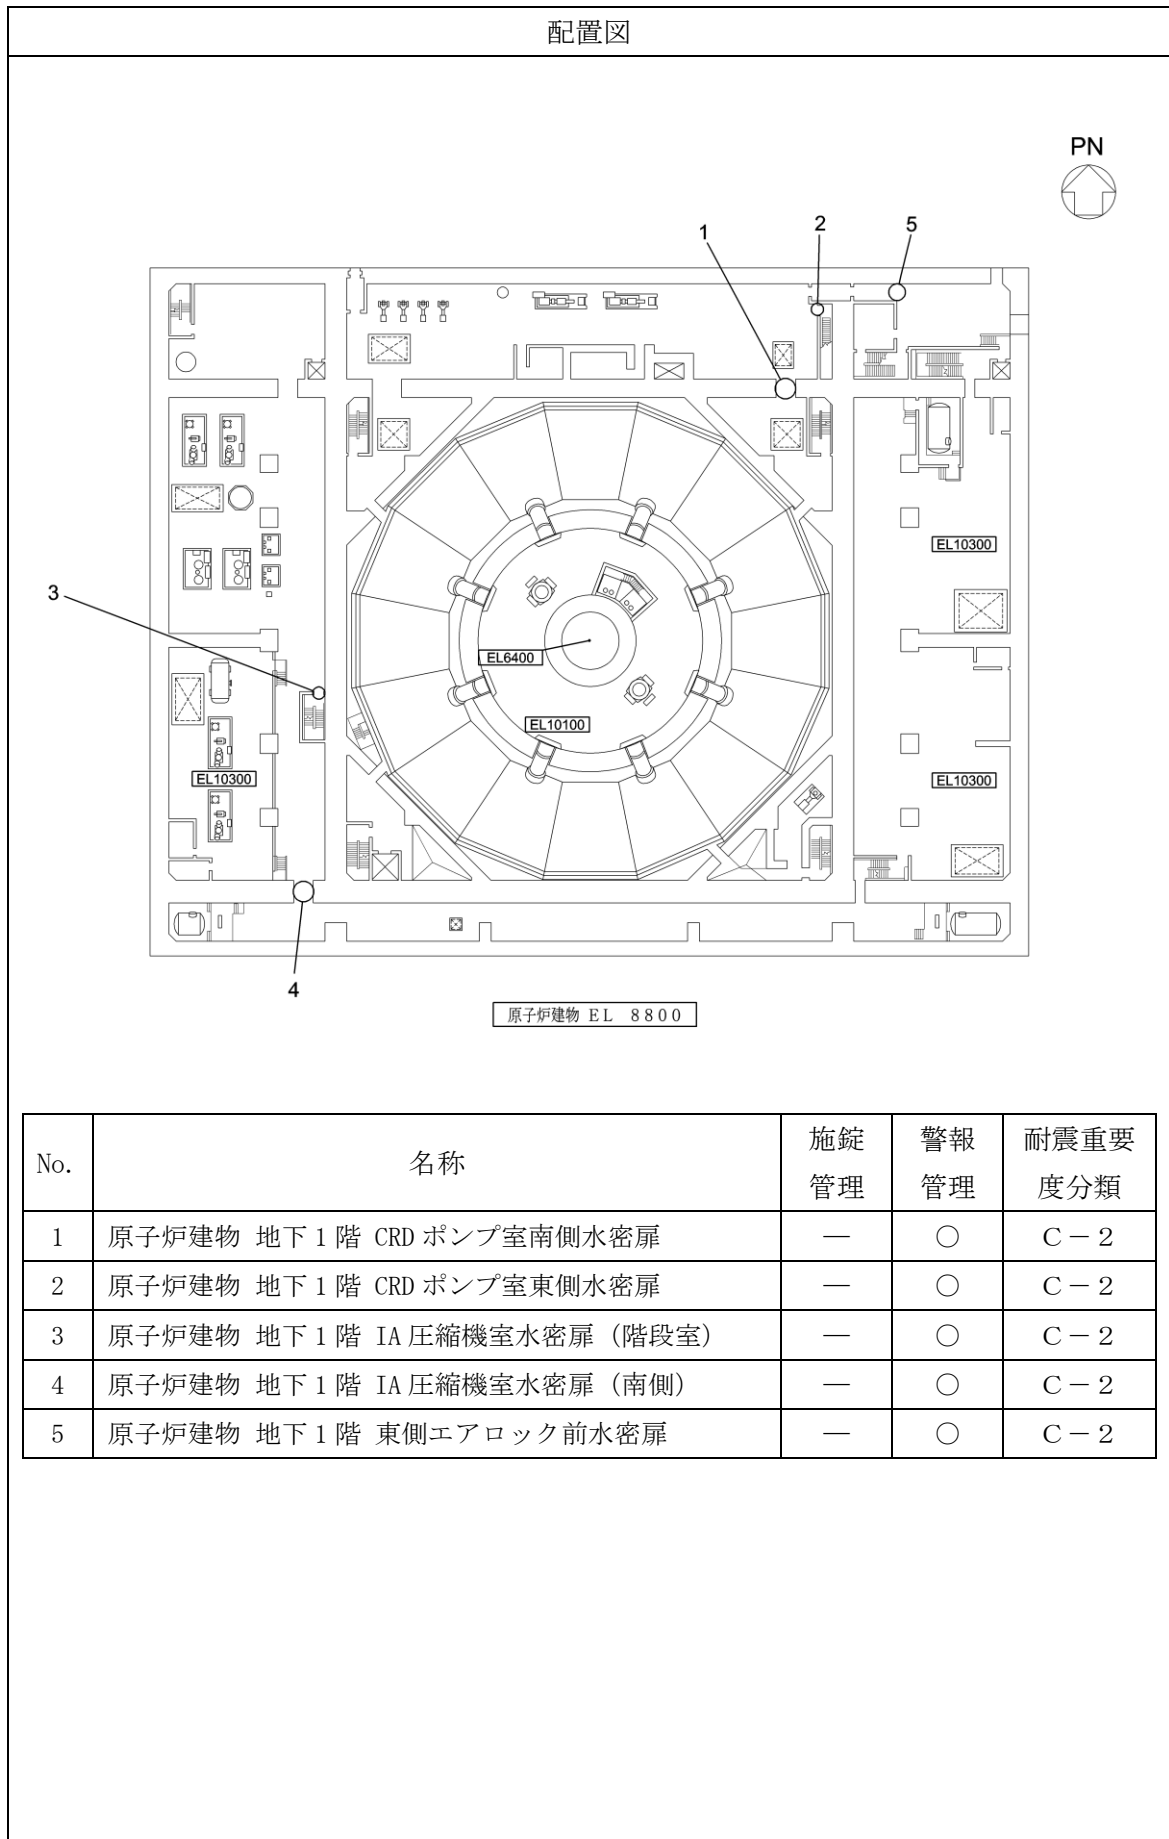 配置図
PN
1
2
5
EL10300
3
EL6400
EL10100
EL10300
EL10300
4
原子炉建物 EL 8800
No. 名称 施錠管理 警報管理 耐震重要度分類
1 原子炉建物 地下1階 CRDポンプ室南側水密扉 ― ○ C-2
2 原子炉建物 地下1階 CRDポンプ室東側水密扉 ― ○ C-2
3 原子炉建物 地下1階 IA圧縮機室水密扉（階段室） ― ○ C-2
4 原子炉建物 地下1階 IA圧縮機室水密扉（南側） ― ○ C-2
5 原子炉建物 地下1階 東側エアロック前水密扉 ― ○ C-2